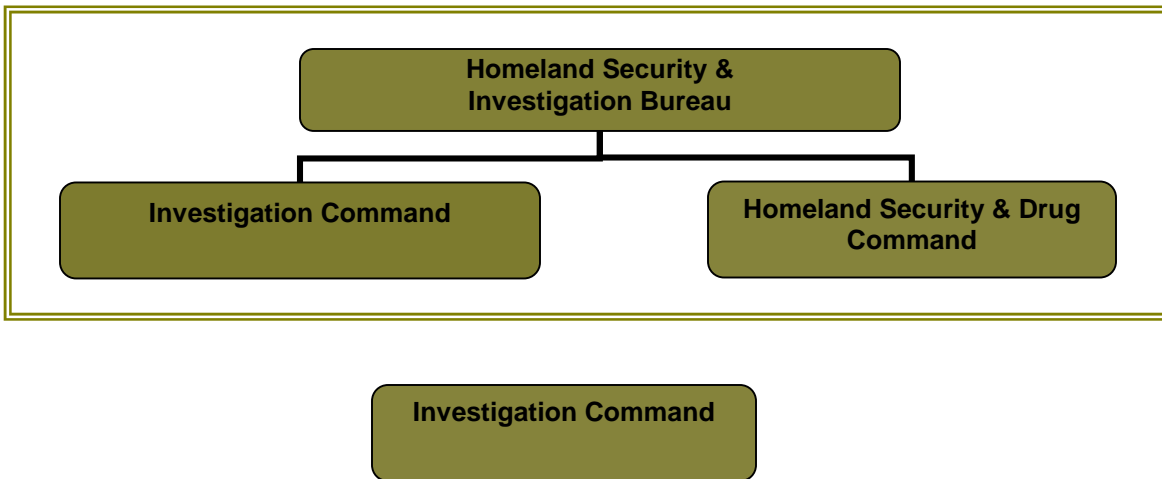 Homeland Security &
Investigation Bureau
Investigation Command
Homeland Security & Drug
Command
Investigation Command